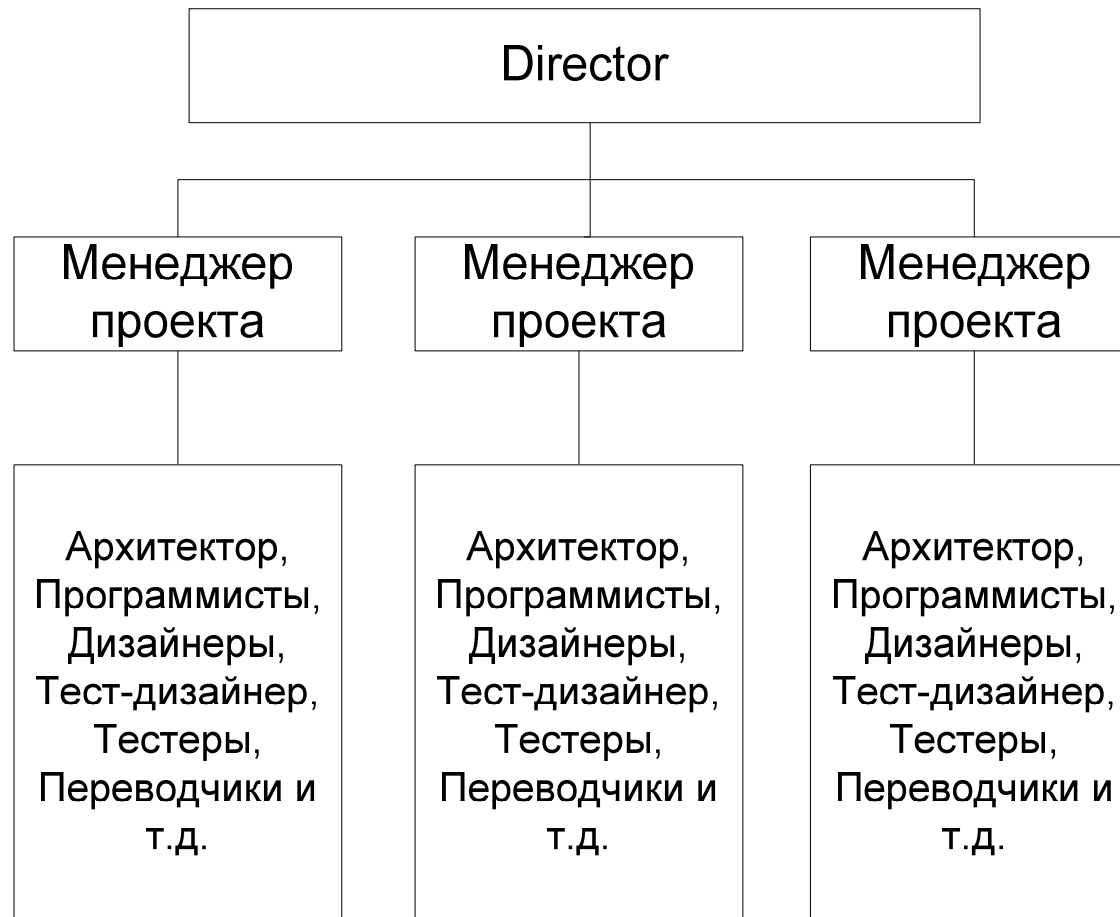 Director
Менеджер
проекта
Менеджер
проекта
Менеджер
проекта
Архитектор,
Программисты,
Дизайнеры,
Тест-дизайнер,
Тестеры,
Переводчики и
т.д.
Архитектор,
Программисты,
Дизайнеры,
Тест-дизайнер,
Тестеры,
Переводчики и
т.д.
Архитектор,
Программисты,
Дизайнеры,
Тест-дизайнер,
Тестеры,
Переводчики и
т.д.